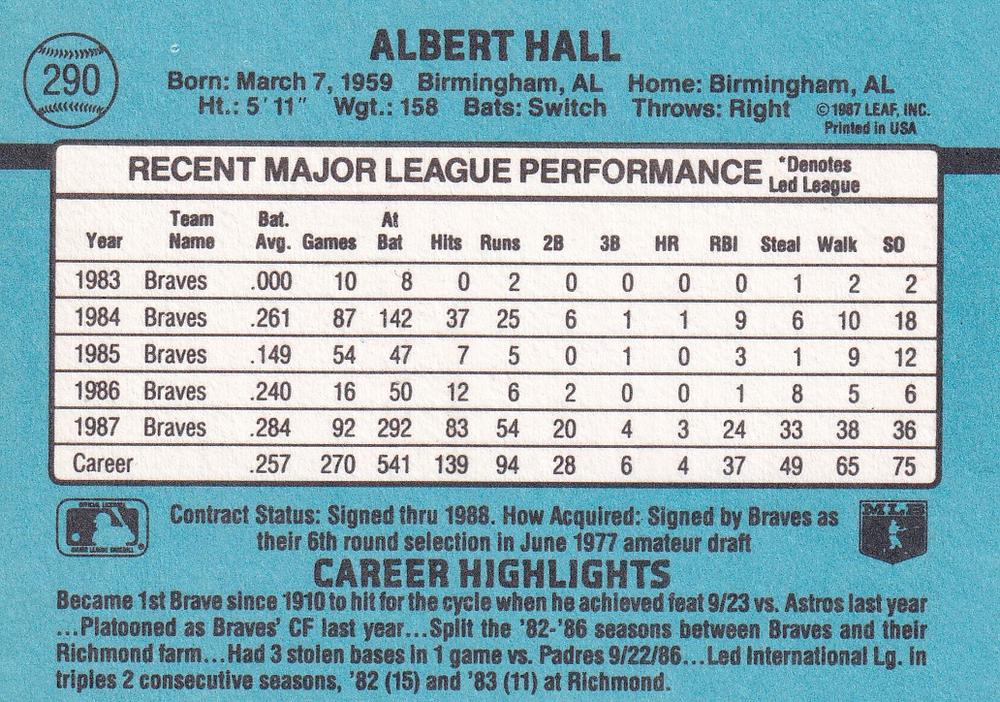 290
ALBERT HALL
Born: March 7, 1959 Birmingham, AL Home: Birmingham, AL
Ht.: 5' 11" Wgt.: 158 Bats: Switch Throws: Right ©1987 LEAF, INC.
Printed in USA
RECENT MAJOR LEAGUE PERFORMANCE *Denotes Led League
Year Team Name Bat. Avg. Games At Bat Hits Runs 2B 3B HR RBI Steal Walk SO
1983 Braves .000 10 8 0 2 0 0 0 0 1 2 2
1984 Braves .261 87 142 37 25 6 1 1 9 6 10 18
1985 Braves .149 54 47 7 5 0 1 0 3 1 9 12
1986 Braves .240 16 50 12 6 2 0 0 1 8 5 6
1987 Braves .284 92 292 83 54 20 4 3 24 33 38 36
Career .257 270 541 139 94 28 6 4 37 49 65 75
Contract Status: Signed thru 1988. How Acquired: Signed by Braves as
their 6th round selection in June 1977 amateur draft
MLB
CAREER HIGHLIGHTS
Became 1st Brave since 1910 to hit for the cycle when he achieved feat 9/23 vs. Astros last year
...Platooned as Braves' CF last year...Split the '82-'86 seasons between Braves and their
Richmond farm...Had 3 stolen bases in 1 game vs. Padres 9/22/86...Led International Lg. in
triples 2 consecutive seasons, '82 (15) and '83 (11) at Richmond.